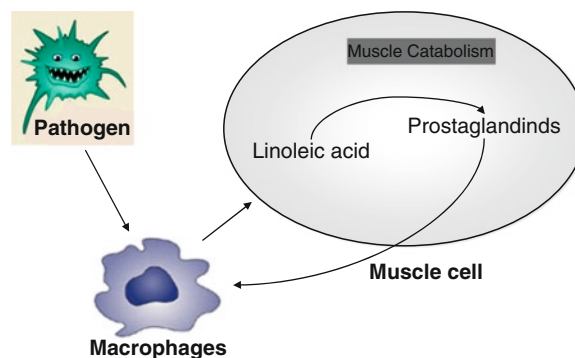 Muscle Catabolism
Pathogen
Linoleic acid
Prostaglandinds
Muscle cell
Macrophages